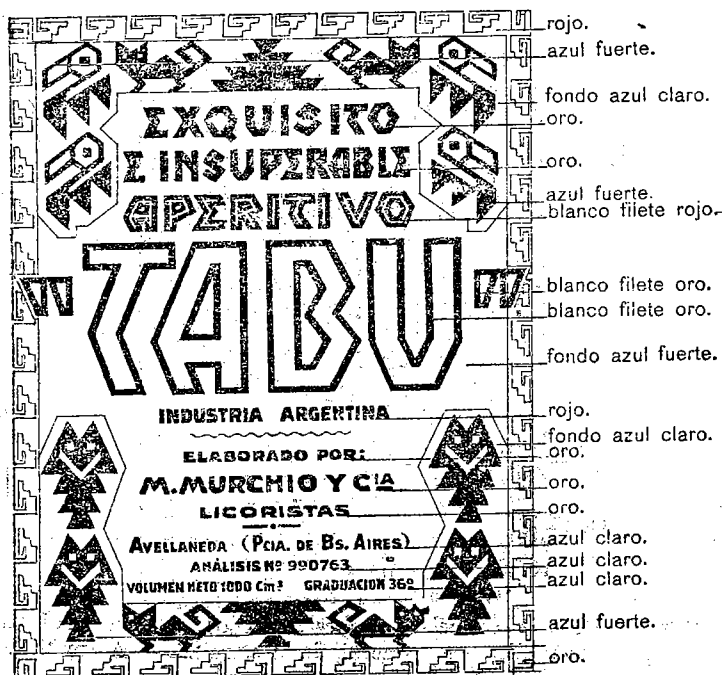 rojo.
azul fuerte.
fondo azul claro.
EXQUISITO oro.
E INSUPERABLE oro.
azul fuerte.
APERITIVO blanco filete rojo.
"TABU" blanco filete oro.
blanco filete oro.
fondo azul fuerte.
INDUSTRIA ARGENTINA rojo.
fondo azul claro.
ELABORADO POR: oro.
M. MURCHIO Y CIA oro.
LICORISTAS oro.
AVELLANEDA (PCIA. DE BS. AIRES) azul claro.
ANÁLISIS Nº 990763 azul claro.
VOLUMEN NETO 1000 Cm³ GRADUACION 36º azul claro.
azul fuerte.
oro.